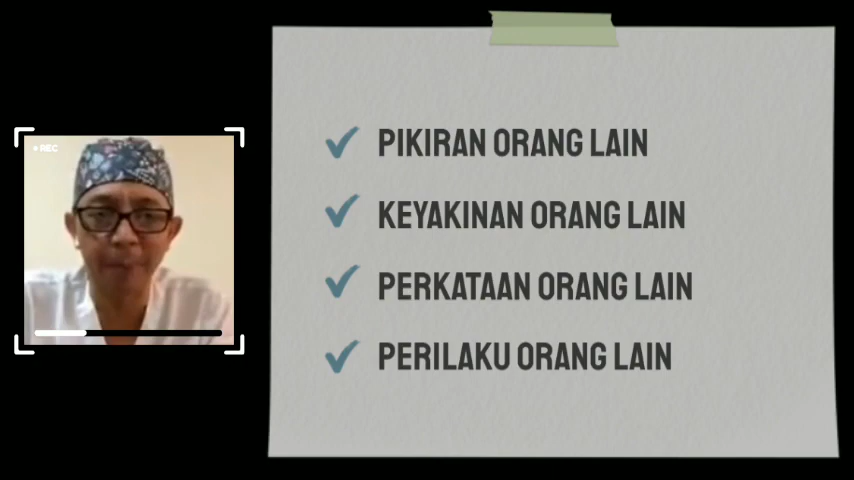 REC
PIKIRAN ORANG LAIN
KEYAKINAN ORANG LAIN
PERKATAAN ORANG LAIN
PERILAKU ORANG LAIN